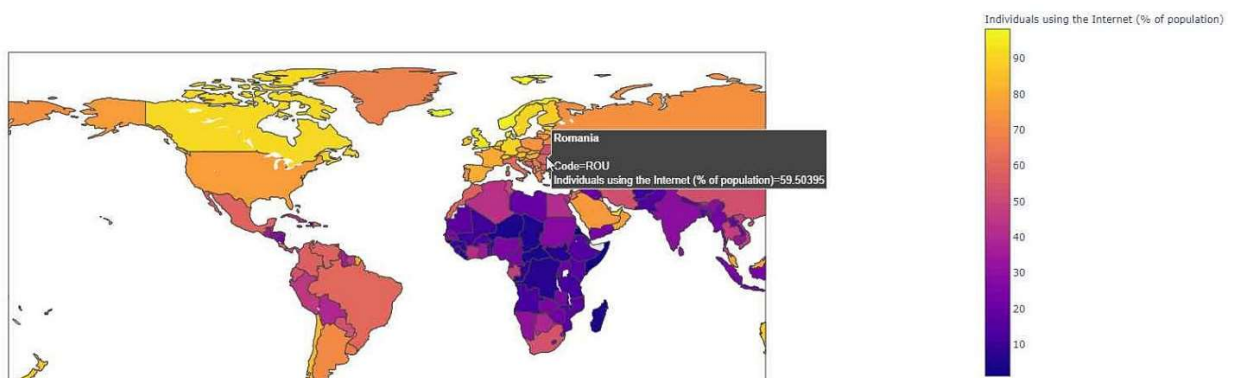 Individuals using the Internet (% of population)
90
80
70
60
50
40
30
20
10
Romania
Code=ROU
Individuals using the Internet (% of population)=59.50395